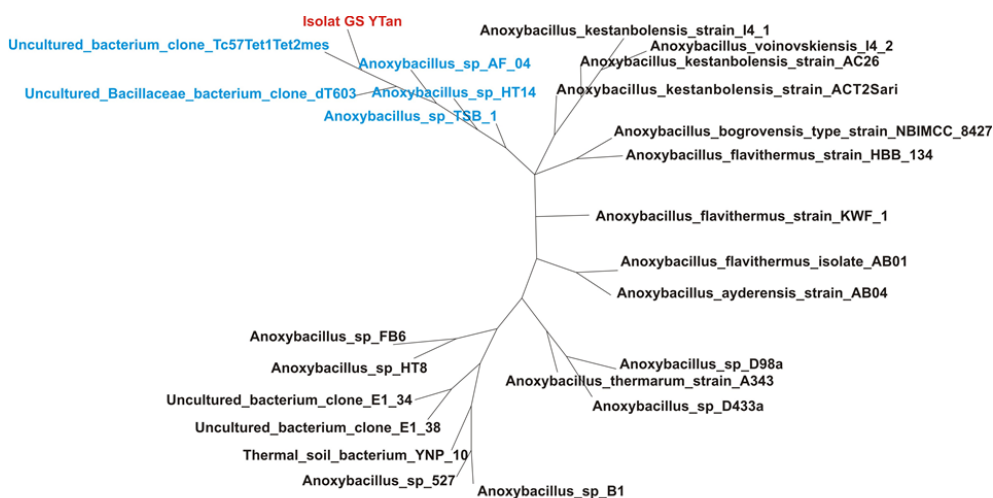 Isolat GS YTan
Uncultured_bacterium_clone_Tc57Tet1Tet2mes
Anoxybacillus_sp_AF_04
Uncultured_Bacillaceae_bacterium_clone_dT603
Anoxybacillus_sp_HT14
Anoxybacillus_sp_TSB_1
Anoxybacillus_kestanbolensis_strain_I4_1
Anoxybacillus_voinovskiensis_I4_2
Anoxybacillus_kestanbolensis_strain_AC26
Anoxybacillus_kestanbolensis_strain_ACT2Sari
Anoxybacillus_bogrovensis_type_strain_NBIMCC_8427
Anoxybacillus_flavithermus_strain_HBB_134
Anoxybacillus_flavithermus_strain_KWF_1
Anoxybacillus_flavithermus_isolate_AB01
Anoxybacillus_ayderensis_strain_AB04
Anoxybacillus_sp_D98a
Anoxybacillus_thermarum_strain_A343
Anoxybacillus_sp_D433a
Anoxybacillus_sp_FB6
Anoxybacillus_sp_HT8
Uncultured_bacterium_clone_E1_34
Uncultured_bacterium_clone_E1_38
Thermal_soil_bacterium_YNP_10
Anoxybacillus_sp_527
Anoxybacillus_sp_B1